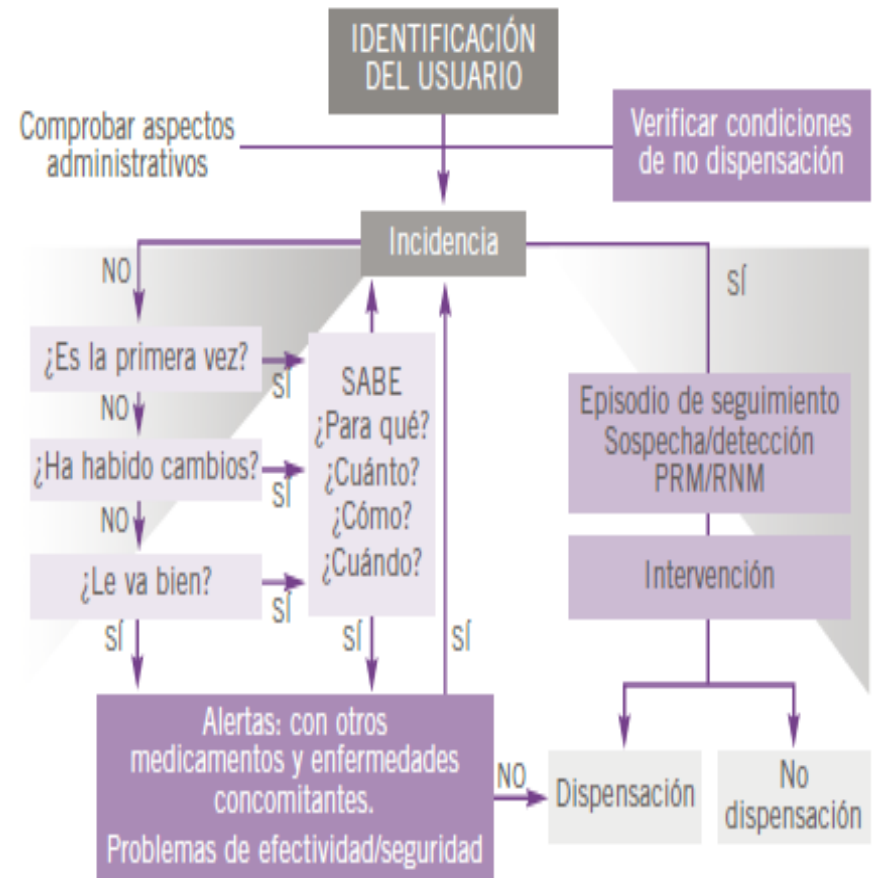 IDENTIFICACIÓN
DEL USUARIO
Comprobar aspectos
administrativos
Verificar condiciones
de no dispensación
Incidencia
NO
SÍ
¿Es la primera vez?
SÍ
NO
¿Ha habido cambios?
SÍ
NO
¿Le va bien?
SÍ
SÍ
SABE
¿Para qué?
¿Cuánto?
¿Cómo?
¿Cuándo?
SÍ
SÍ
Episodio de seguimiento
Sospecha/detección
PRM/RNM
Intervención
Alertas: con otros
medicamentos y enfermedades
concomitantes.
Problemas de efectividad/seguridad
NO
Dispensación
No
dispensación